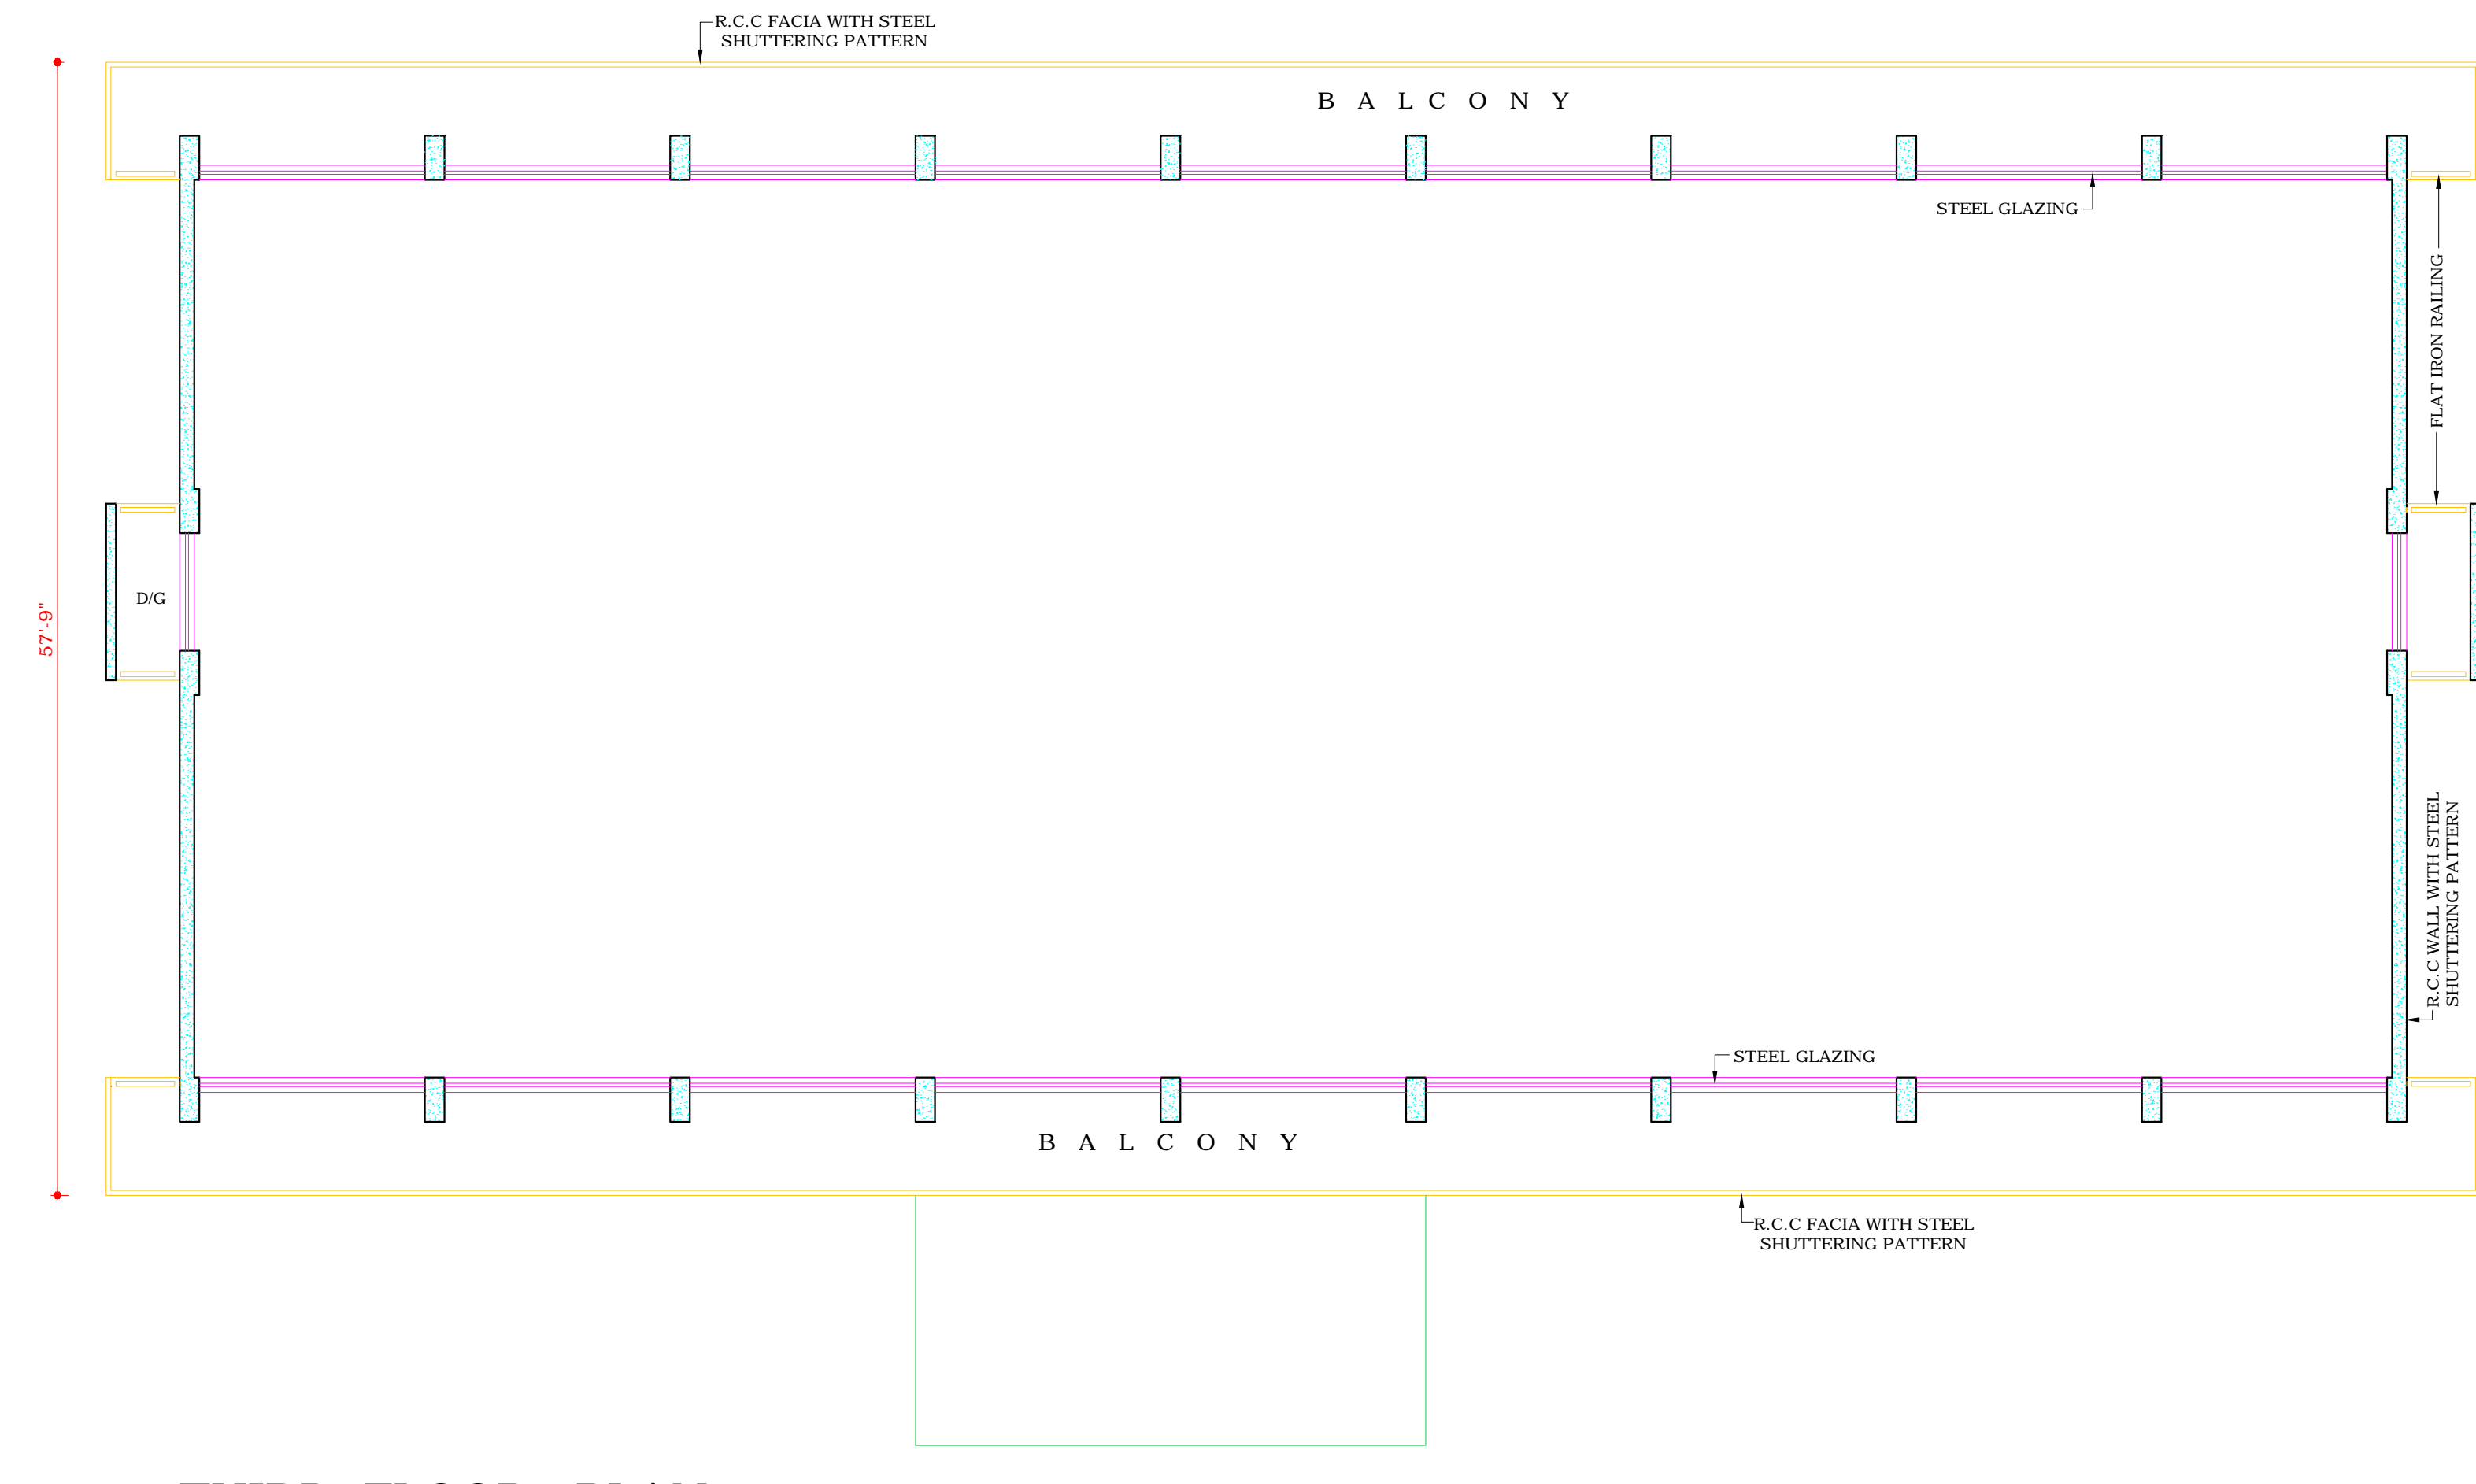 R.C.C FACIA WITH STEEL
SHUTTERING PATTERN
B A L C O N Y
STEEL GLAZING
FLAT IRON RAILING
D/G
57'-9"
R.C.C WALL WITH STEEL
SHUTTERING PATTERN
STEEL GLAZING
B A L C O N Y
R.C.C FACIA WITH STEEL
SHUTTERING PATTERN